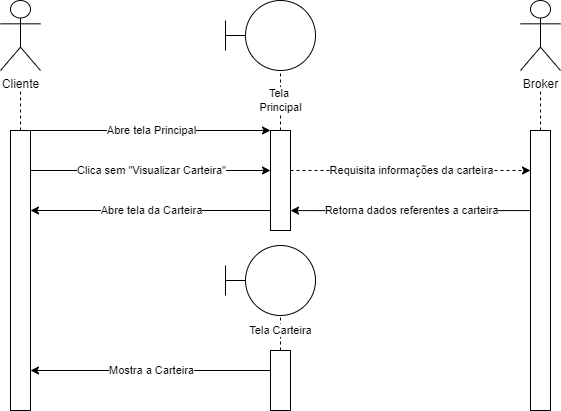 Cliente
Tela
Principal
Broker
Abre tela Principal
Clica sem "Visualizar Carteira"
Requisita informações da carteira
Abre tela da Carteira
Retorna dados referentes a carteira
Tela Carteira
Mostra a Carteira